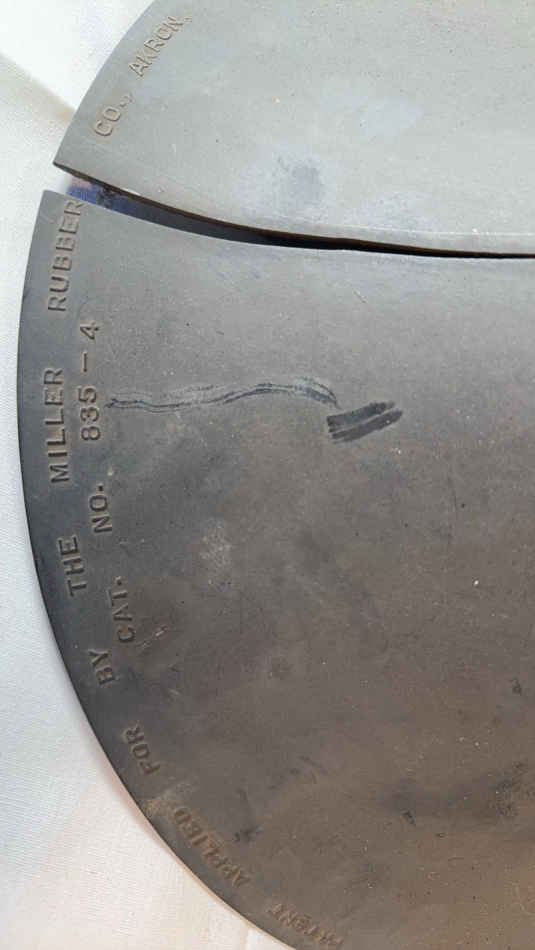 PATENT APPLIED FOR BY THE MILLER RUBBER CO., AKRON,
CAT. NO. 835-4